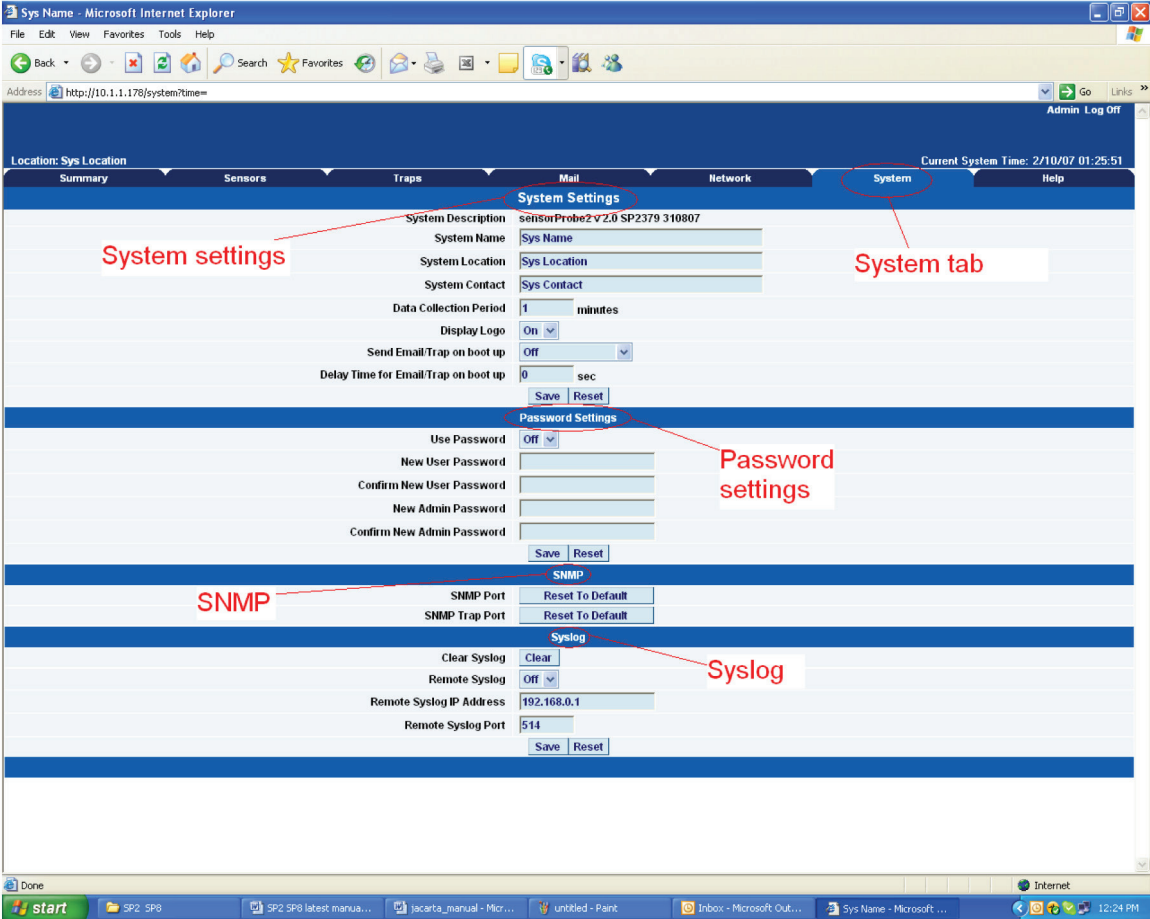 Sys Name - Microsoft Internet Explorer
File Edit View Favorites Tools Help
Back Search Favorites
Address http://10.1.1.178/system?time= Go Links »
Admin Log Off
Location: Sys Location Current System Time: 2/10/07 01:25:51
Summary Sensors Traps Mail Network System Help
System Settings
System Description sensorProbe2 v 2.0 SP2379 310807
System Name Sys Name
System settings
System tab
System Location Sys Location
System Contact Sys Contact
Data Collection Period 1 minutes
Display Logo On
Send Email/Trap on boot up Off
Delay Time for Email/Trap on boot up 0 sec
Save Reset
Password Settings
Use Password Off
New User Password
Password
settings
Confirm New User Password
New Admin Password
Confirm New Admin Password
Save Reset
SNMP
SNMP
SNMP Port Reset To Default
SNMP Trap Port Reset To Default
Syslog
Clear Syslog Clear
Syslog
Remote Syslog Off
Remote Syslog IP Address 192.168.0.1
Remote Syslog Port 514
Save Reset
Done Internet
start SP2 SP8 SP2 SP8 latest manua... jacarta_manual - Micr... untitled - Paint Inbox - Microsoft Out... Sys Name - Microsoft ... 12:24 PM